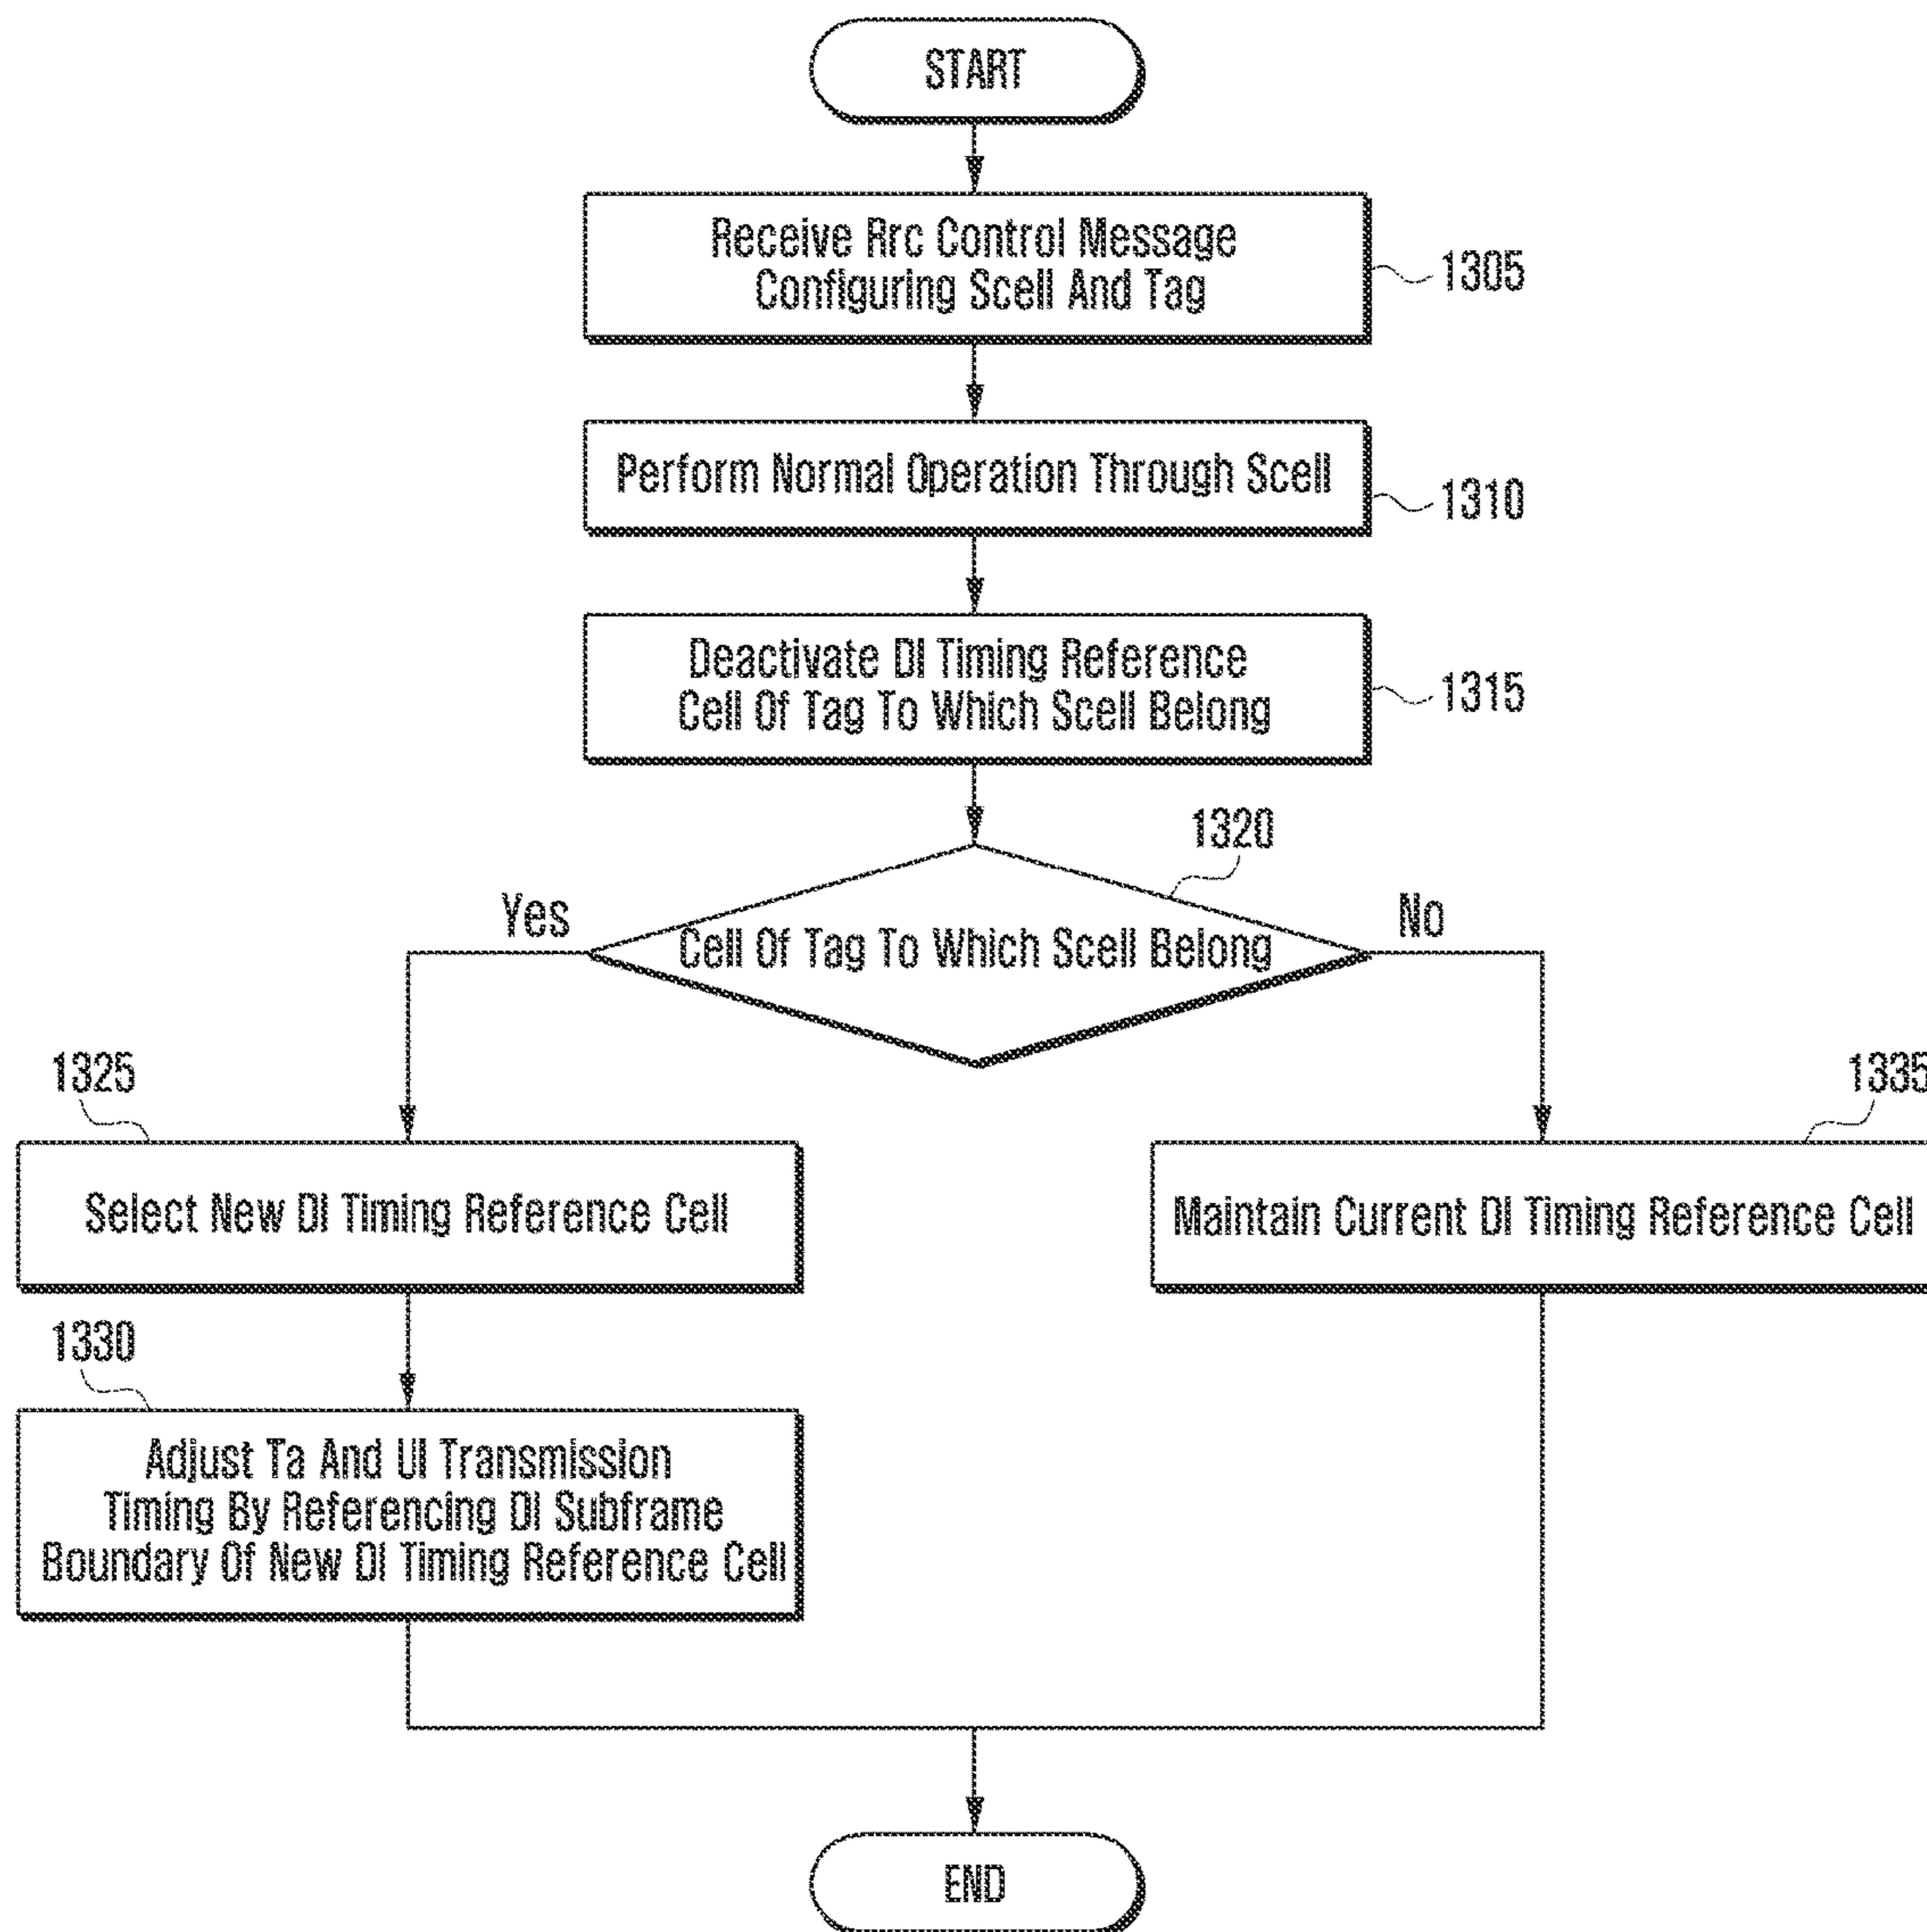 START
Receive Rrc Control Message
Configuring Scell And Tag
1305
Perform Normal Operation Through Scell
1310
Deactivate Dl Timing Reference
Cell Of Tag To Which Scell Belong
1315
1320
Yes
Cell Of Tag To Which Scell Belong
No
1325
1335
Select New Dl Timing Reference Cell
Maintain Current Dl Timing Reference Cell
1330
Adjust Ta And Ul Transmission
Timing By Referencing Dl Subframe
Boundary Of New Dl Timing Reference Cell
END